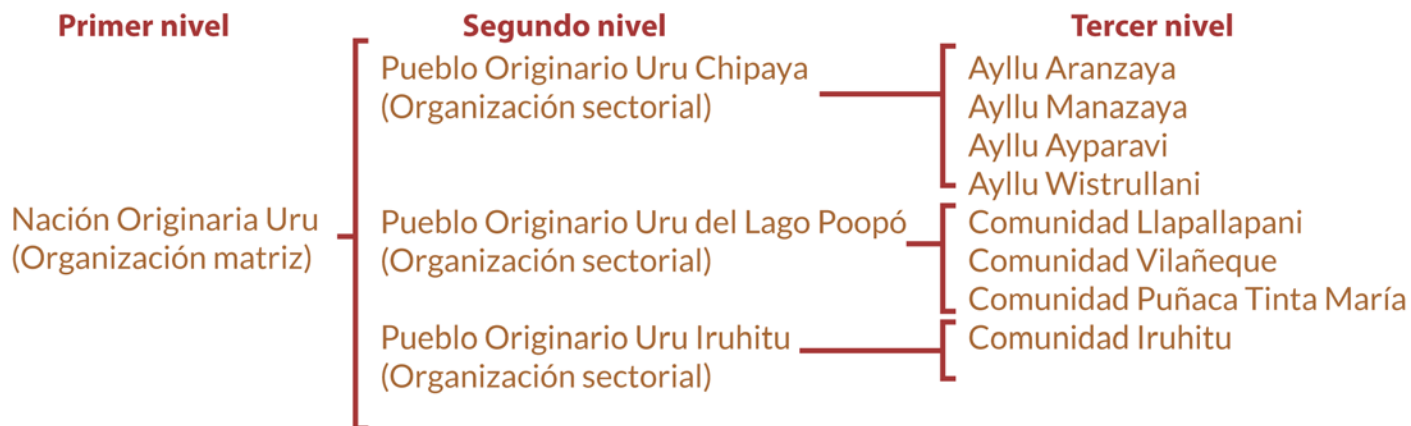 Primer nivel
Segundo nivel
Tercer nivel
Nación Originaria Uru
(Organización matriz)
Pueblo Originario Uru Chipaya
(Organización sectorial)
Ayllu Aranzaya
Ayllu Manazaya
Ayllu Ayparavi
Ayllu Wistrullani
Pueblo Originario Uru del Lago Poopó
(Organización sectorial)
Comunidad Llapallapani
Comunidad Vilañeque
Comunidad Puñaca Tinta María
Pueblo Originario Uru Iruhitu
(Organización sectorial)
Comunidad Iruhitu